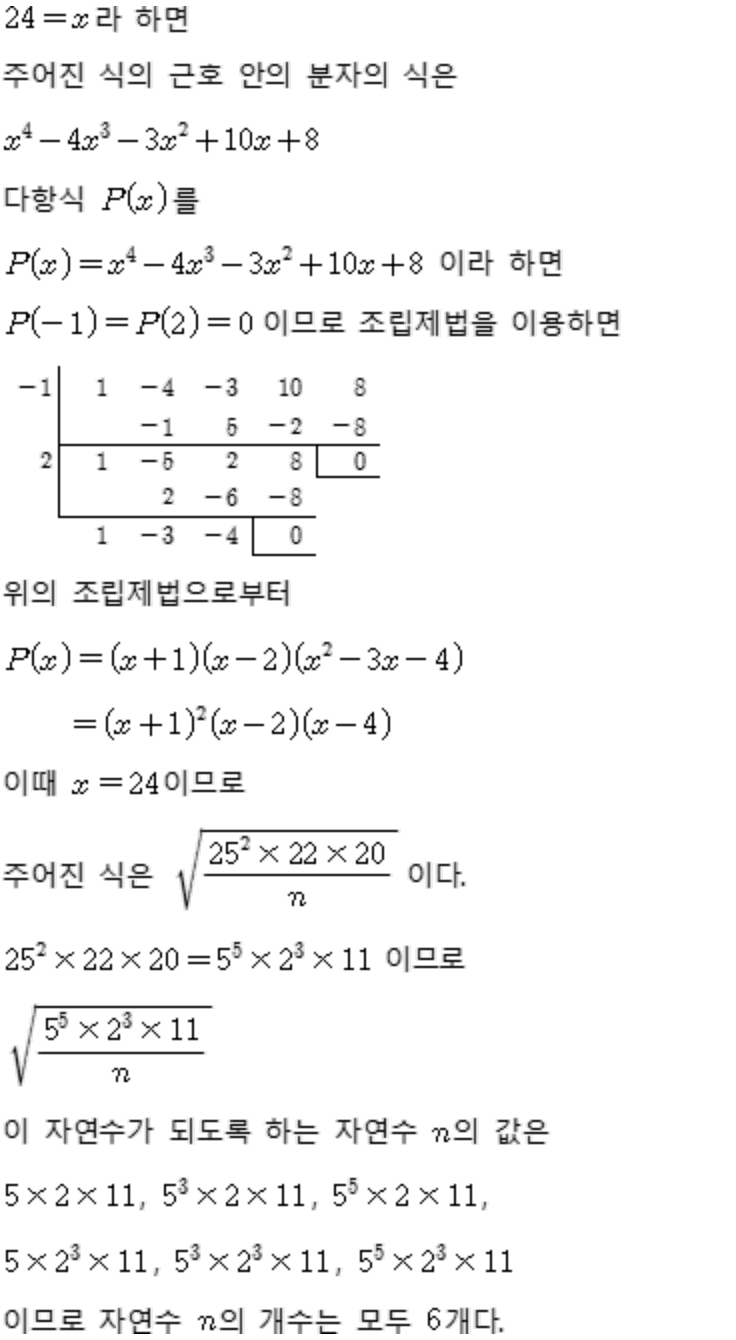 24=x라 하면
주어진 식의 근호 안의 분자의 식은
x⁴−4x³−3x²+10x+8
다항식 P(x)를
P(x)=x⁴−4x³−3x²+10x+8 이라 하면
P(−1)=P(2)=0 이므로 조립제법을 이용하면
−1 1 −4 −3 10 8
−1 5 −2 −8
2 1 −5 2 8 0
2 −6 −8
1 −3 −4 0
위의 조립제법으로부터
P(x)=(x+1)(x−2)(x²−3x−4)
=(x+1)²(x−2)(x−4)
이때 x=24이므로
주어진 식은 √(25²×22×20/n) 이다.
25²×22×20=5⁵×2³×11 이므로
√(5⁵×2³×11/n)
이 자연수가 되도록 하는 자연수 n의 값은
5×2×11, 5³×2×11, 5⁵×2×11,
5×2³×11, 5³×2³×11, 5⁵×2³×11
이므로 자연수 n의 개수는 모두 6개다.